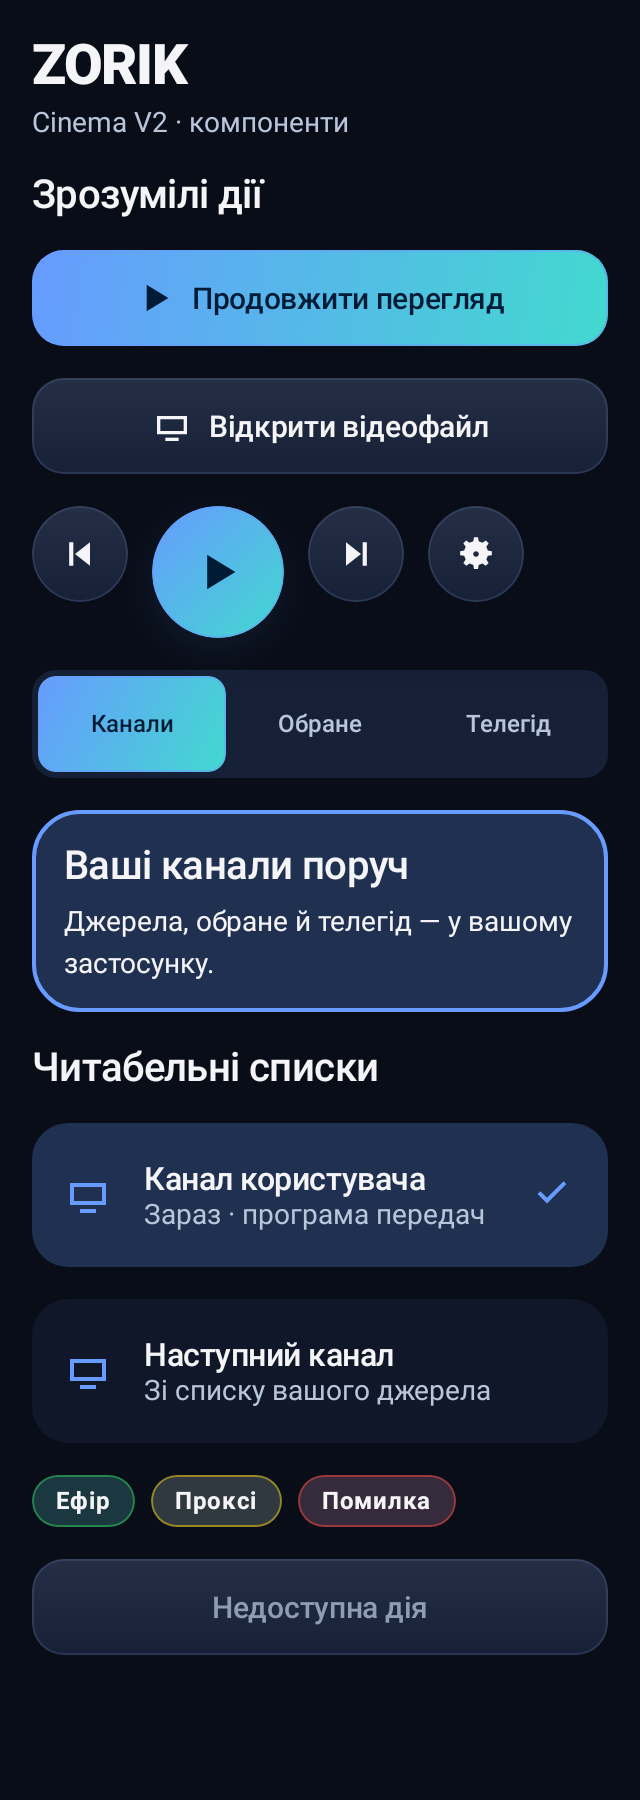 ZORIK
Cinema V2 · компоненти
Зрозумілі дії
Продовжити перегляд
Відкрити відеофайл
Канали
Обране
Телегід
Ваші канали поруч
Джерела, обране й телегід — у вашому
застосунку.
Читабельні списки
Канал користувача
Зараз · програма передач
Наступний канал
Зі списку вашого джерела
Ефір
Проксі
Помилка
Недоступна дія